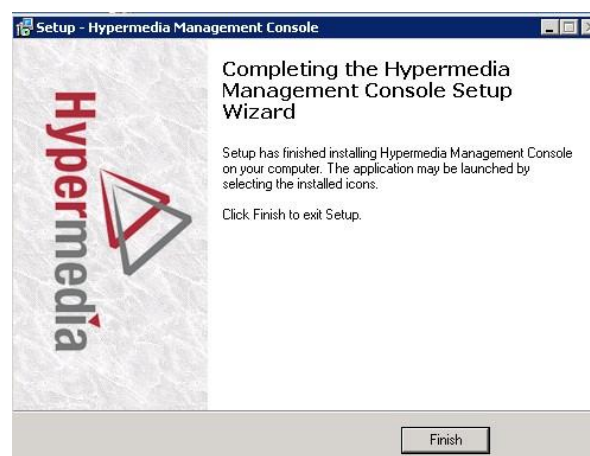 Setup - Hypermedia Management Console
Hypermedia
Completing the Hypermedia
Management Console Setup
Wizard
Setup has finished installing Hypermedia Management Console
on your computer. The application may be launched by
selecting the installed icons.
Click Finish to exit Setup.
Finish